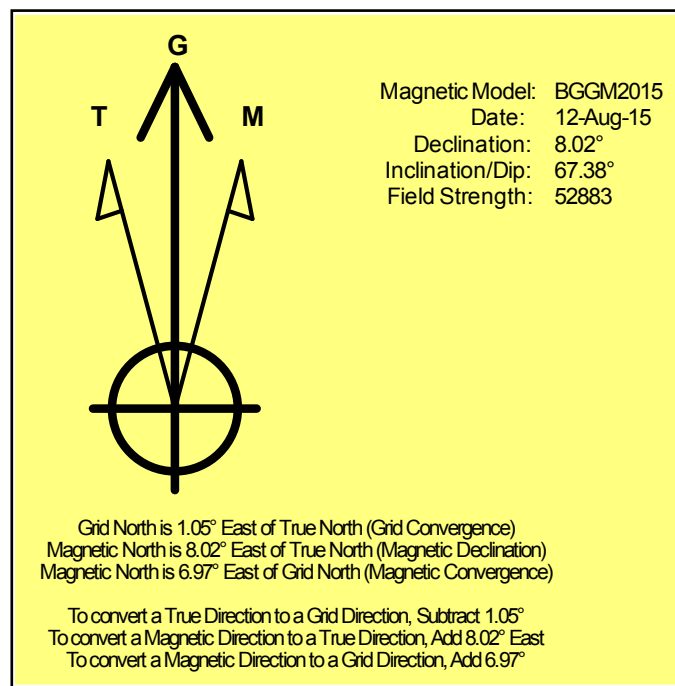 G
T
M
Magnetic Model: BGGM2015
Date: 12-Aug-15
Declination: 8.02°
Inclination/Dip: 67.38°
Field Strength: 52883
Grid North is 1.05° East of True North (Grid Convergence)
Magnetic North is 8.02° East of True North (Magnetic Declination)
Magnetic North is 6.97° East of Grid North (Magnetic Convergence)
To convert a True Direction to a Grid Direction, Subtract 1.05°
To convert a Magnetic Direction to a True Direction, Add 8.02° East
To convert a Magnetic Direction to a Grid Direction, Add 6.97°